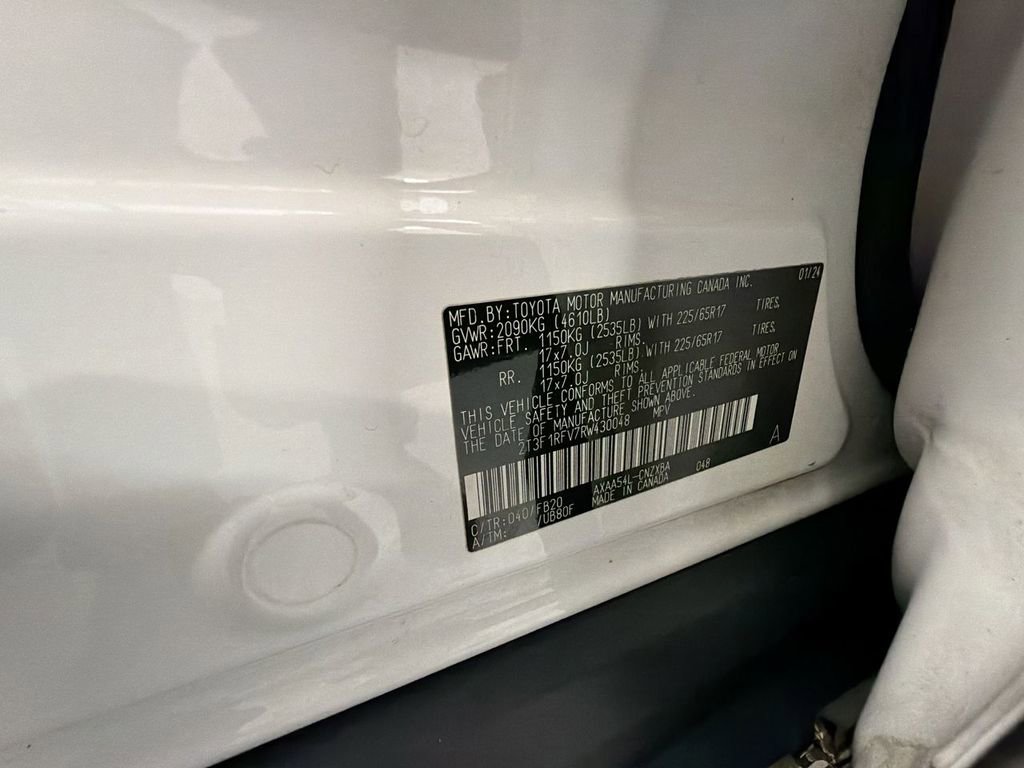 MFD.BY:TOYOTA MOTOR MANUFACTURING CANADA INC. 01/24
GVWR:2090KG (4610LB)
GAWR:FRT. 1150KG (2535LB) WITH 225/65R17 TIRES,
17x7.0J RIMS,
RR. 1150KG (2535LB) WITH 225/65R17 TIRES,
17x7.0J RIMS.
THIS VEHICLE CONFORMS TO ALL APPLICABLE FEDERAL MOTOR
VEHICLE SAFETY AND THEFT PREVENTION STANDARDS IN EFFECT ON
THE DATE OF MANUFACTURE SHOWN ABOVE.
2T3F1RFV7RW430048 MPV
A
C/TR:040/FB20 AXAA54L-CNZXBA 048
A/TM: /UB80F MADE IN CANADA